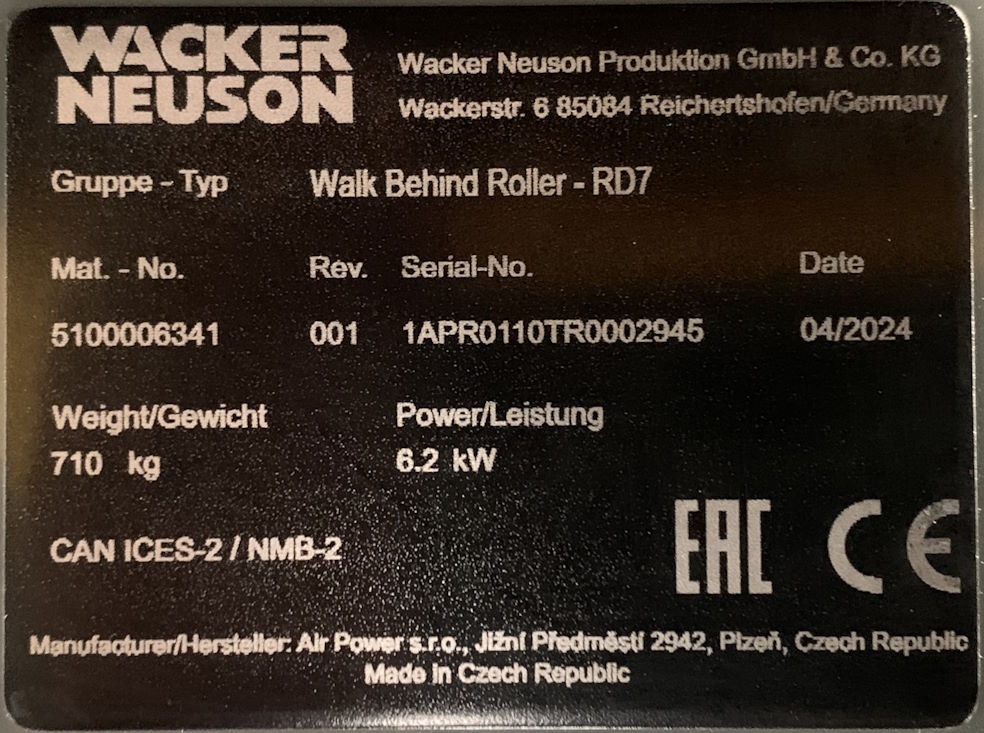 WACKER
NEUSON
Wacker Neuson Produktion GmbH & Co. KG
Wackerstr. 6 85084 Reichertshofen/Germany
Gruppe - Typ Walk Behind Roller - RD7
Mat. - No. Rev. Serial-No. Date
5100006341 001 1APR0110TR0002945 04/2024
Weight/Gewicht Power/Leistung
710 kg 6.2 kW
CAN ICES-2 / NMB-2
EAC CE
Manufacturer/Hersteller: Air Power s.r.o., Jižní Předměstí 2942, Plzeň, Czech Republic
Made in Czech Republic